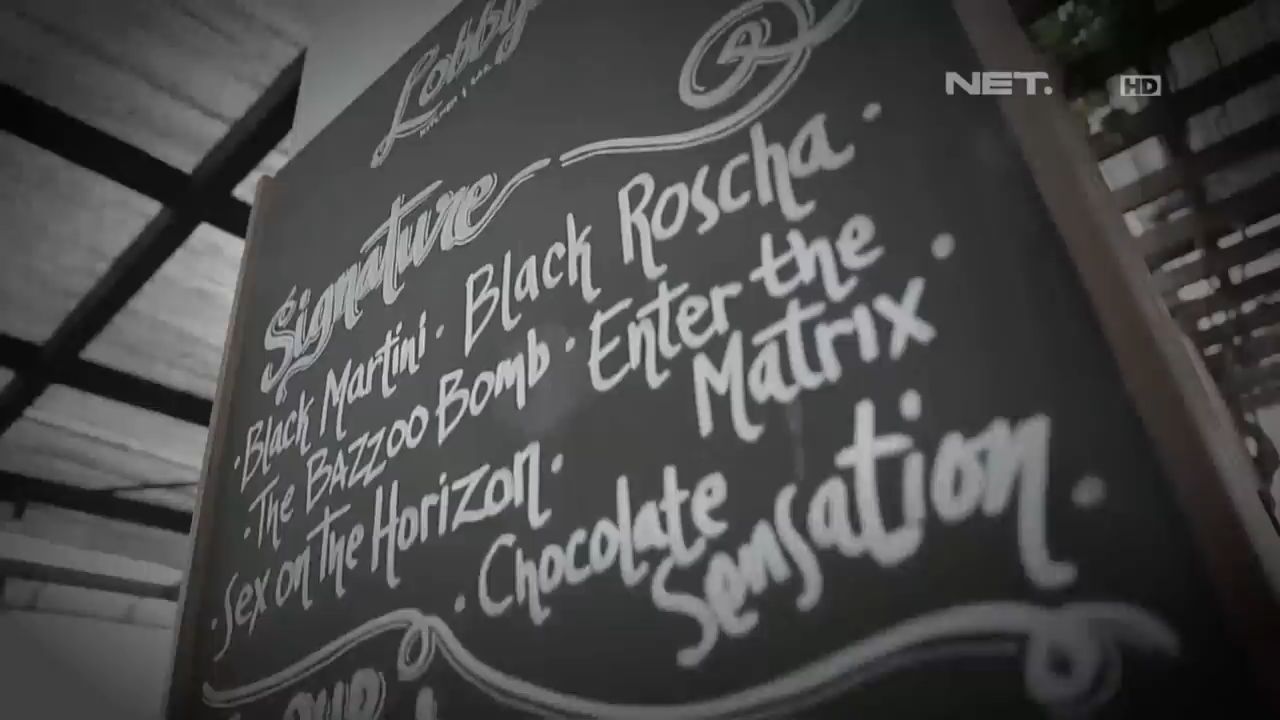 Lobby
NET. HD
Signature
· Black Martini · Black Roscha ·
· The BAZZOO Bomb · Enter the Matrix ·
· Sex on The Horizon ·
· Chocolate Sensation ·